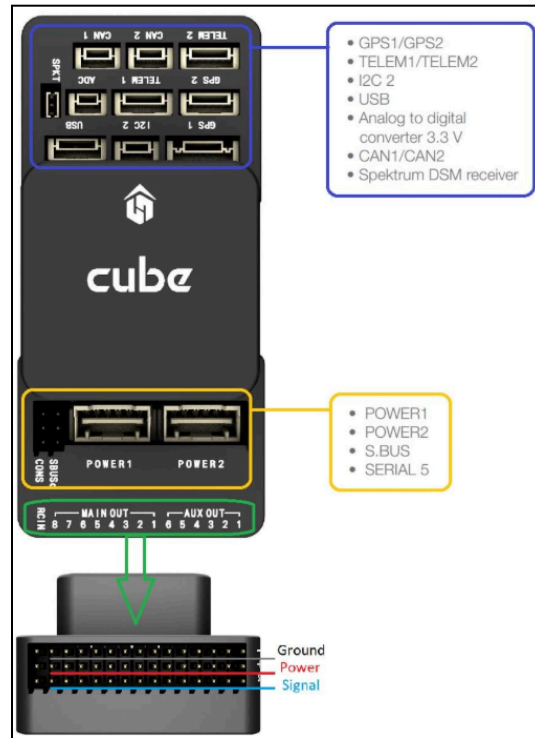 CAN 1 CAN 2 TELEM 2
SPKT ADC TELEM 1 GPS 2
USB I2C 2 GPS 1
• GPS1/GPS2
• TELEM1/TELEM2
• I2C 2
• USB
• Analog to digital
converter 3.3 V
• CAN1/CAN2
• Spektrum DSM receiver
cube
CONS SBUSo POWER1 POWER2
• POWER1
• POWER2
• S.BUS
• SERIAL 5
RCIN MAIN OUT AUX OUT
8 7 6 5 4 3 2 1 6 5 4 3 2 1
Ground
Power
Signal